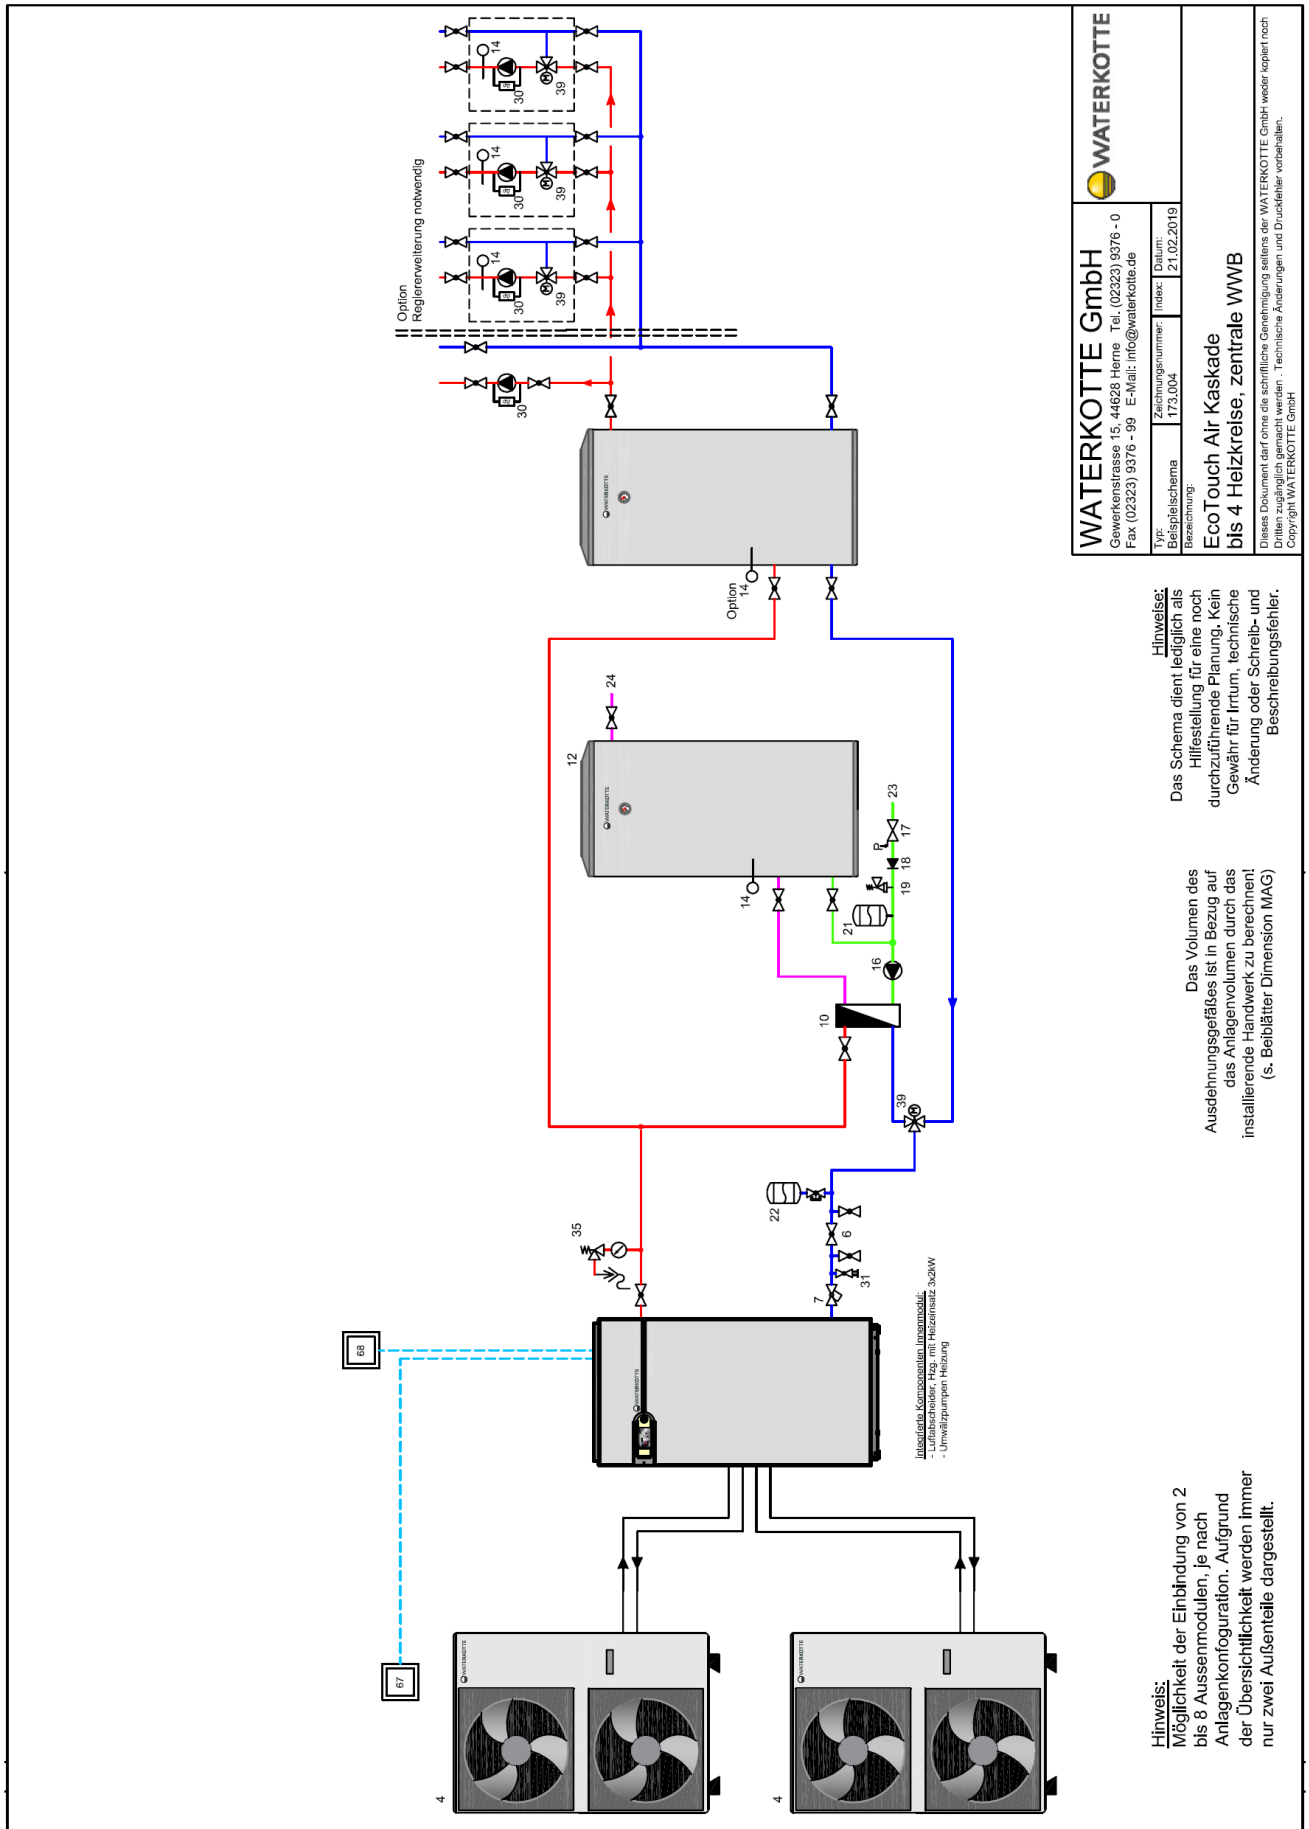 Option
Reglererweiterung notwendig
14
30
39
14
30
39
14
30
39
30
WATERKOTTE
Option
14
WATERKOTTE
12
24
14
23
17
P
18
19
21
16
10
M
39
22
6
31
7
35
WATERKOTTE
68
67
Integrierte Komponenten Innenmodul:
- Luftabscheider, Hzg. mit Heizeinsatz 3x2kW
- Umwälzpumpen Heizung
WATERKOTTE
4
WATERKOTTE
4
Hinweis:
Möglichkeit der Einbindung von 2
bis 8 Aussenmodulen, je nach
Anlagenkonfoguration. Aufgrund
der Übersichtlichkeit werden immer
nur zwei Außenteile dargestellt.
Das Volumen des
Ausdehnungsgefäßes ist in Bezug auf
das Anlagenvolumen durch das
installierende Handwerk zu berechnen!
(s. Beiblätter Dimension MAG)
Hinweise:
Das Schema dient lediglich als
Hilfestellung für eine noch
durchzuführende Planung. Kein
Gewähr für Irrtum, technische
Änderung oder Schreib- und
Beschreibungsfehler.
WATERKOTTE GmbH
Gewerkenstrasse 15, 44628 Herne Tel. (02323) 9376 - 0
Fax (02323) 9376 - 99 E-Mail: info@waterkotte.de
WATERKOTTE
Typ:
Beispielschema
Zeichnungsnummer:
173.004
Index:
Datum:
21.02.2019
Bezeichnung:
EcoTouch Air Kaskade
bis 4 Heizkreise, zentrale WWB
Dieses Dokument darf ohne die schriftliche Genehmigung seitens der WATERKOTTE GmbH weder kopiert noch
Dritten zugänglich gemacht werden . Technische Änderungen und Druckfehler vorbehalten.
Copyright WATERKOTTE GmbH